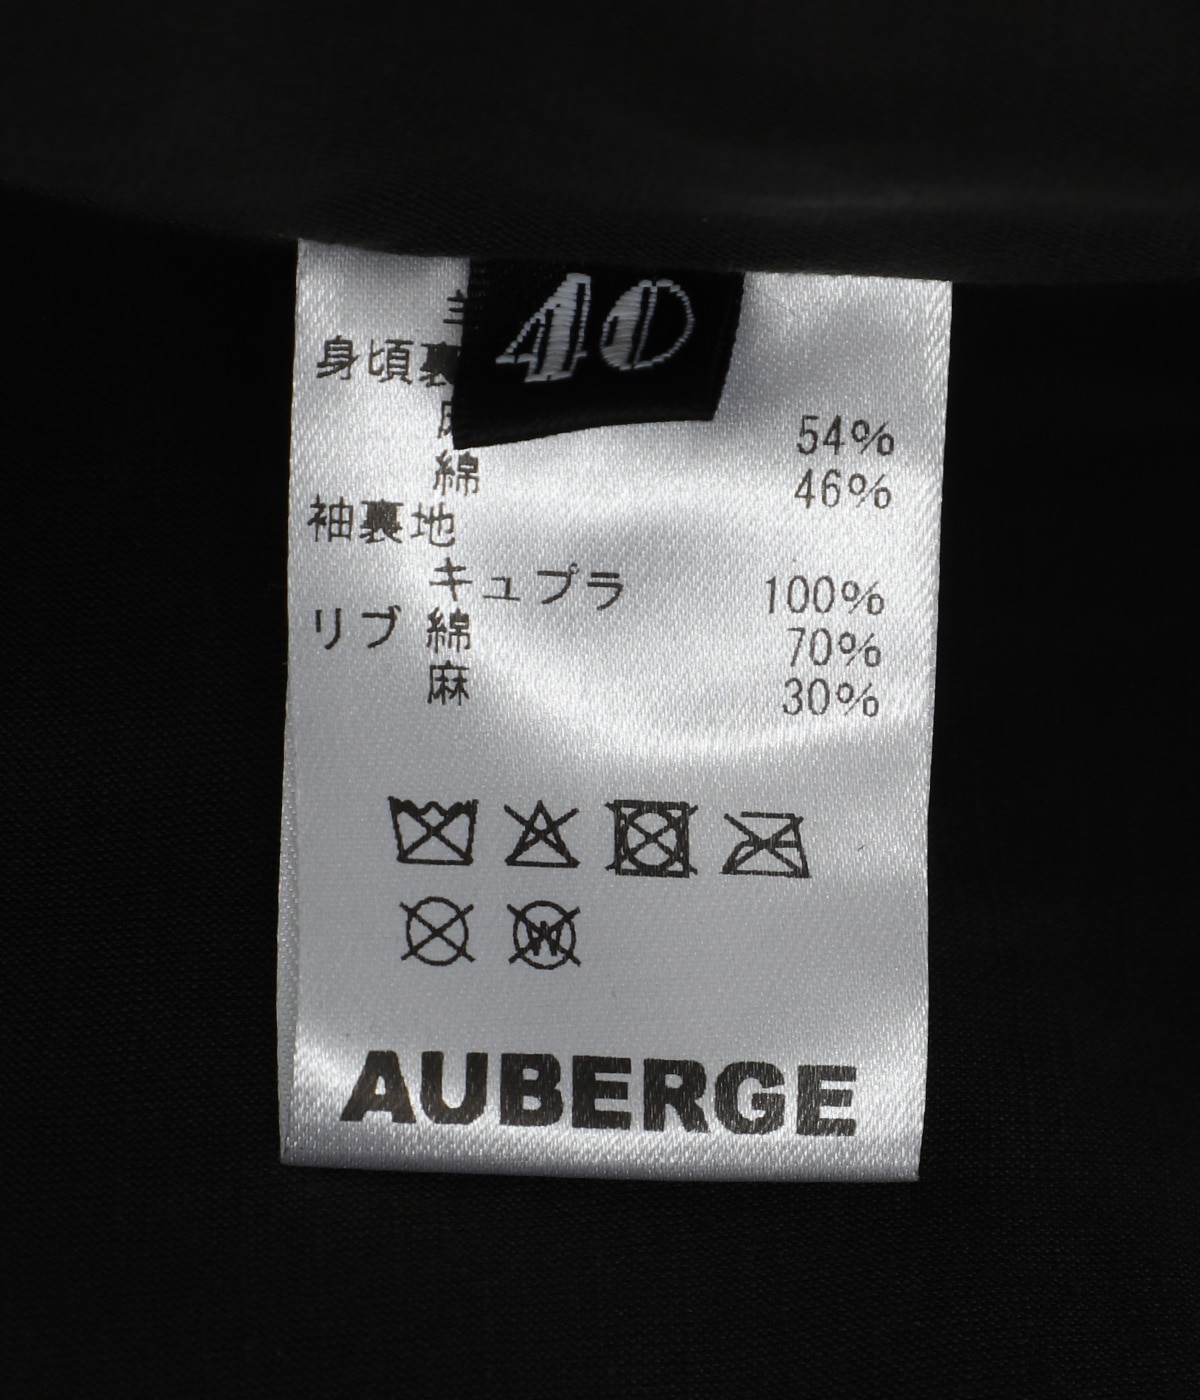 40
身頃裏
54%
綿 46%
袖裏地
キュプラ 100%
リブ 綿 70%
麻 30%
W
AUBERGE